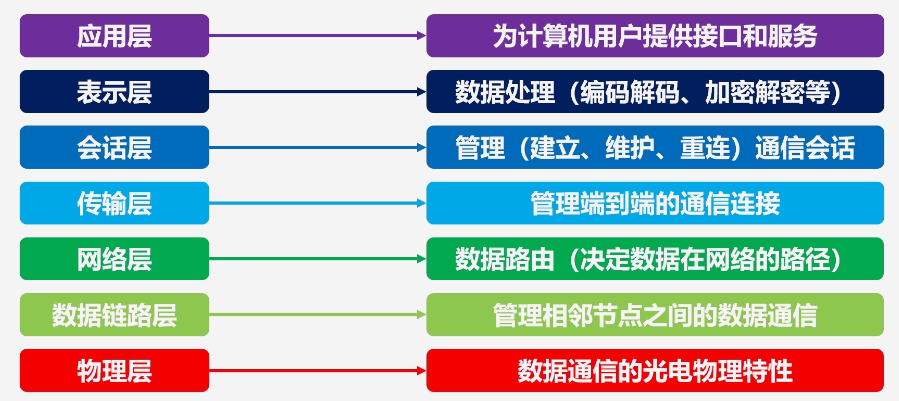 应用层
为计算机用户提供接口和服务
表示层
数据处理（编码解码、加密解密等）
会话层
管理（建立、维护、重连）通信会话
传输层
管理端到端的通信连接
网络层
数据路由（决定数据在网络的路径）
数据链路层
管理相邻节点之间的数据通信
物理层
数据通信的光电物理特性